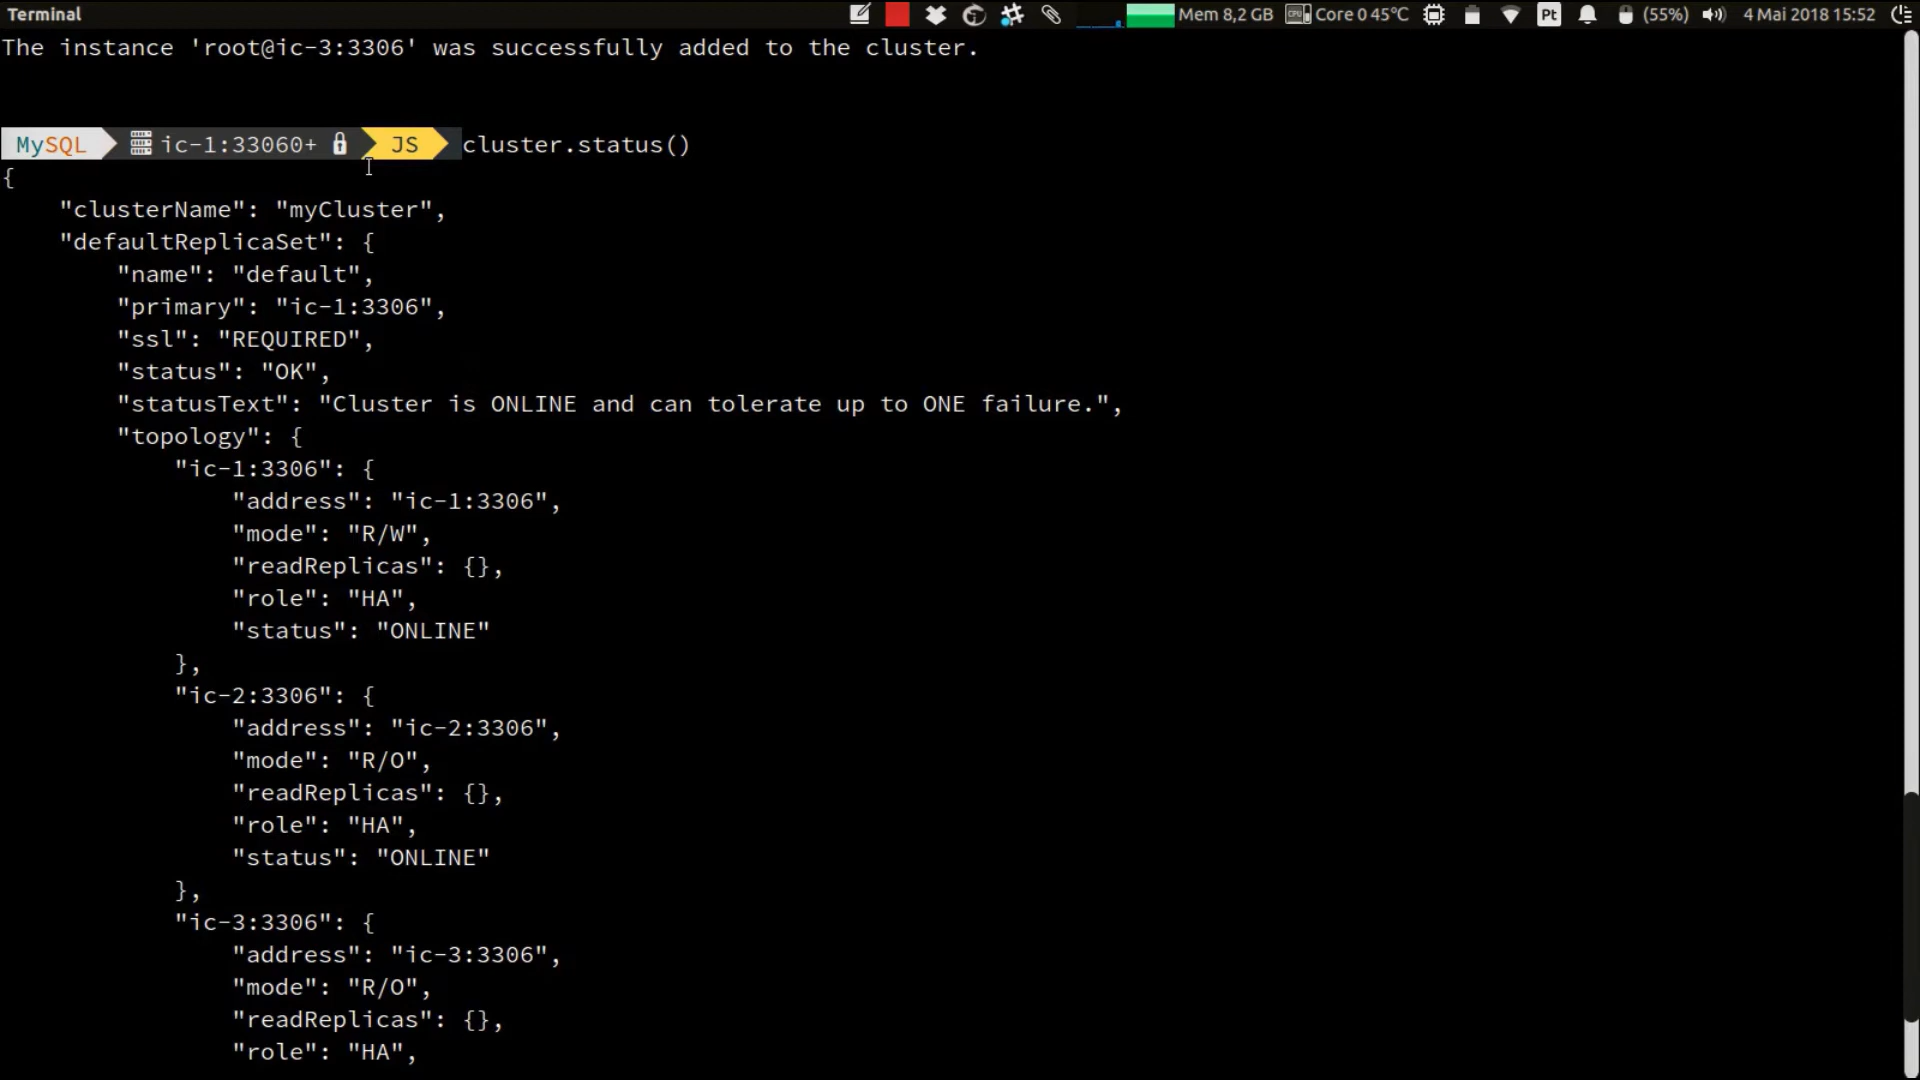 Terminal
Mem 8,2 GB
Core 0 45°C
Pt
(55%)
4 Mai 2018 15:52
The instance 'root@ic-3:3306' was successfully added to the cluster.
MySQL ic-1:33060+ JS cluster.status()
{
    "clusterName": "myCluster",
    "defaultReplicaSet": {
        "name": "default",
        "primary": "ic-1:3306",
        "ssl": "REQUIRED",
        "status": "OK",
        "statusText": "Cluster is ONLINE and can tolerate up to ONE failure.",
        "topology": {
            "ic-1:3306": {
                "address": "ic-1:3306",
                "mode": "R/W",
                "readReplicas": {},
                "role": "HA",
                "status": "ONLINE"
            },
            "ic-2:3306": {
                "address": "ic-2:3306",
                "mode": "R/O",
                "readReplicas": {},
                "role": "HA",
                "status": "ONLINE"
            },
            "ic-3:3306": {
                "address": "ic-3:3306",
                "mode": "R/O",
                "readReplicas": {},
                "role": "HA",